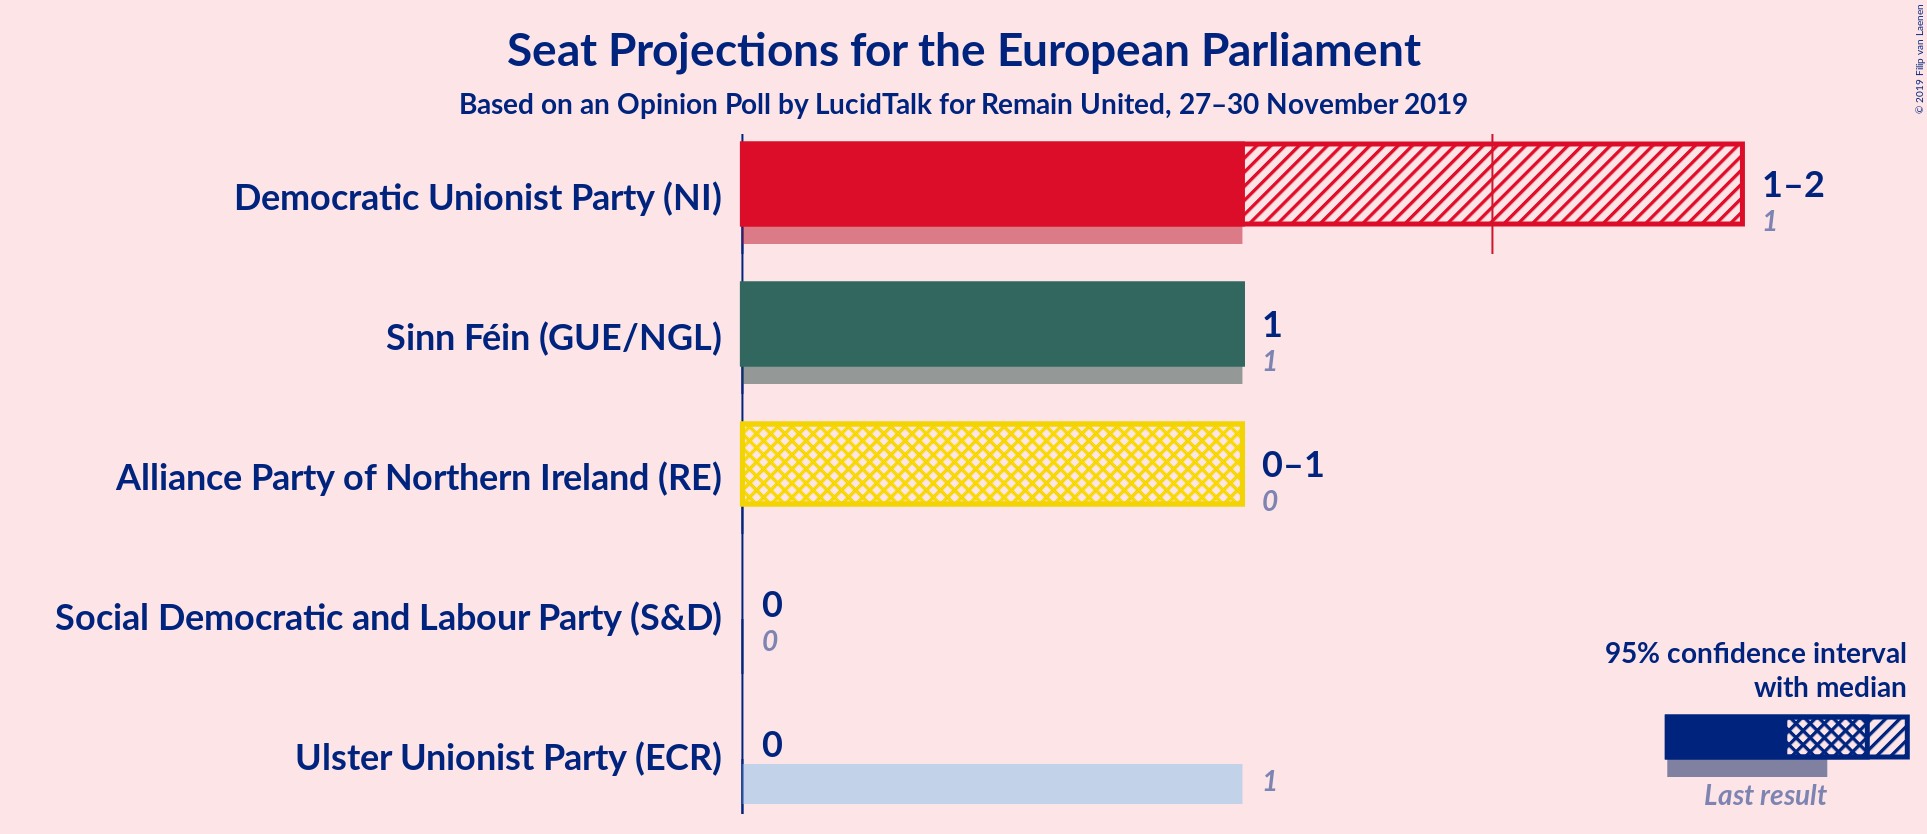 Seat Projections for the European Parliament
Based on an Opinion Poll by LucidTalk for Remain United, 27–30 November 2019
© 2019 Filip van Laenen
Democratic Unionist Party (NI)
1–2
1
Sinn Féin (GUE/NGL)
1
1
Alliance Party of Northern Ireland (RE)
0–1
0
Social Democratic and Labour Party (S&D)
0
0
Ulster Unionist Party (ECR)
0
1
95% confidence interval
with median
Last result